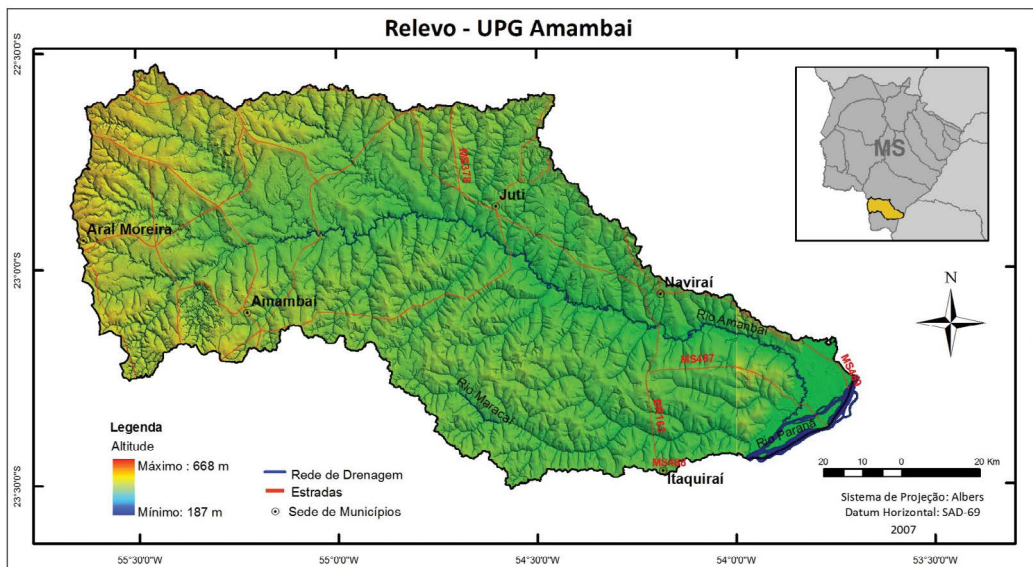 Relevo - UPG Amambai
22°30'0"S
23°0'0"S
23°30'0"S
MS
MS378
Juti
Aral Moreira
Amambai
Naviraí
Rio Amambai
N
MS487
Rio Maracaí
Rio Paraná
Itaquiraí
Legenda
Altitude
Máximo : 668 m
Mínimo: 187 m
Rede de Drenagem
Estradas
Sede de Municípios
20 10 0 20 Km
Sistema de Projeção: Albers
Datum Horizontal: SAD-69
2007
55°30'0"W 55°0'0"W 54°30'0"W 54°0'0"W 53°30'0"W